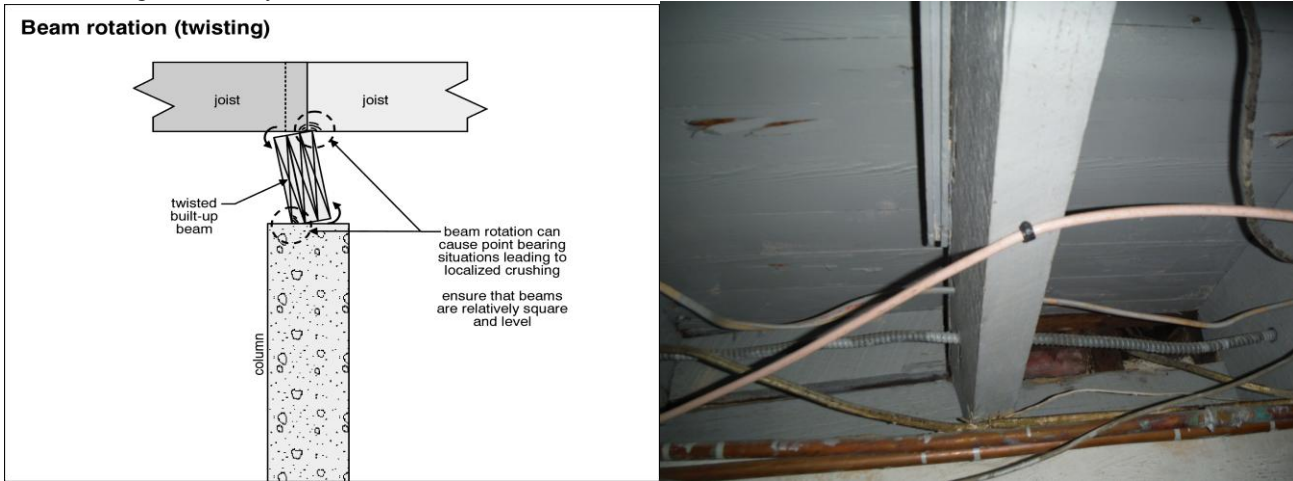 Beam rotation (twisting)
joist
joist
twisted
built-up
beam
beam rotation can
cause point bearing
situations leading to
localized crushing
ensure that beams
are relatively square
and level
column